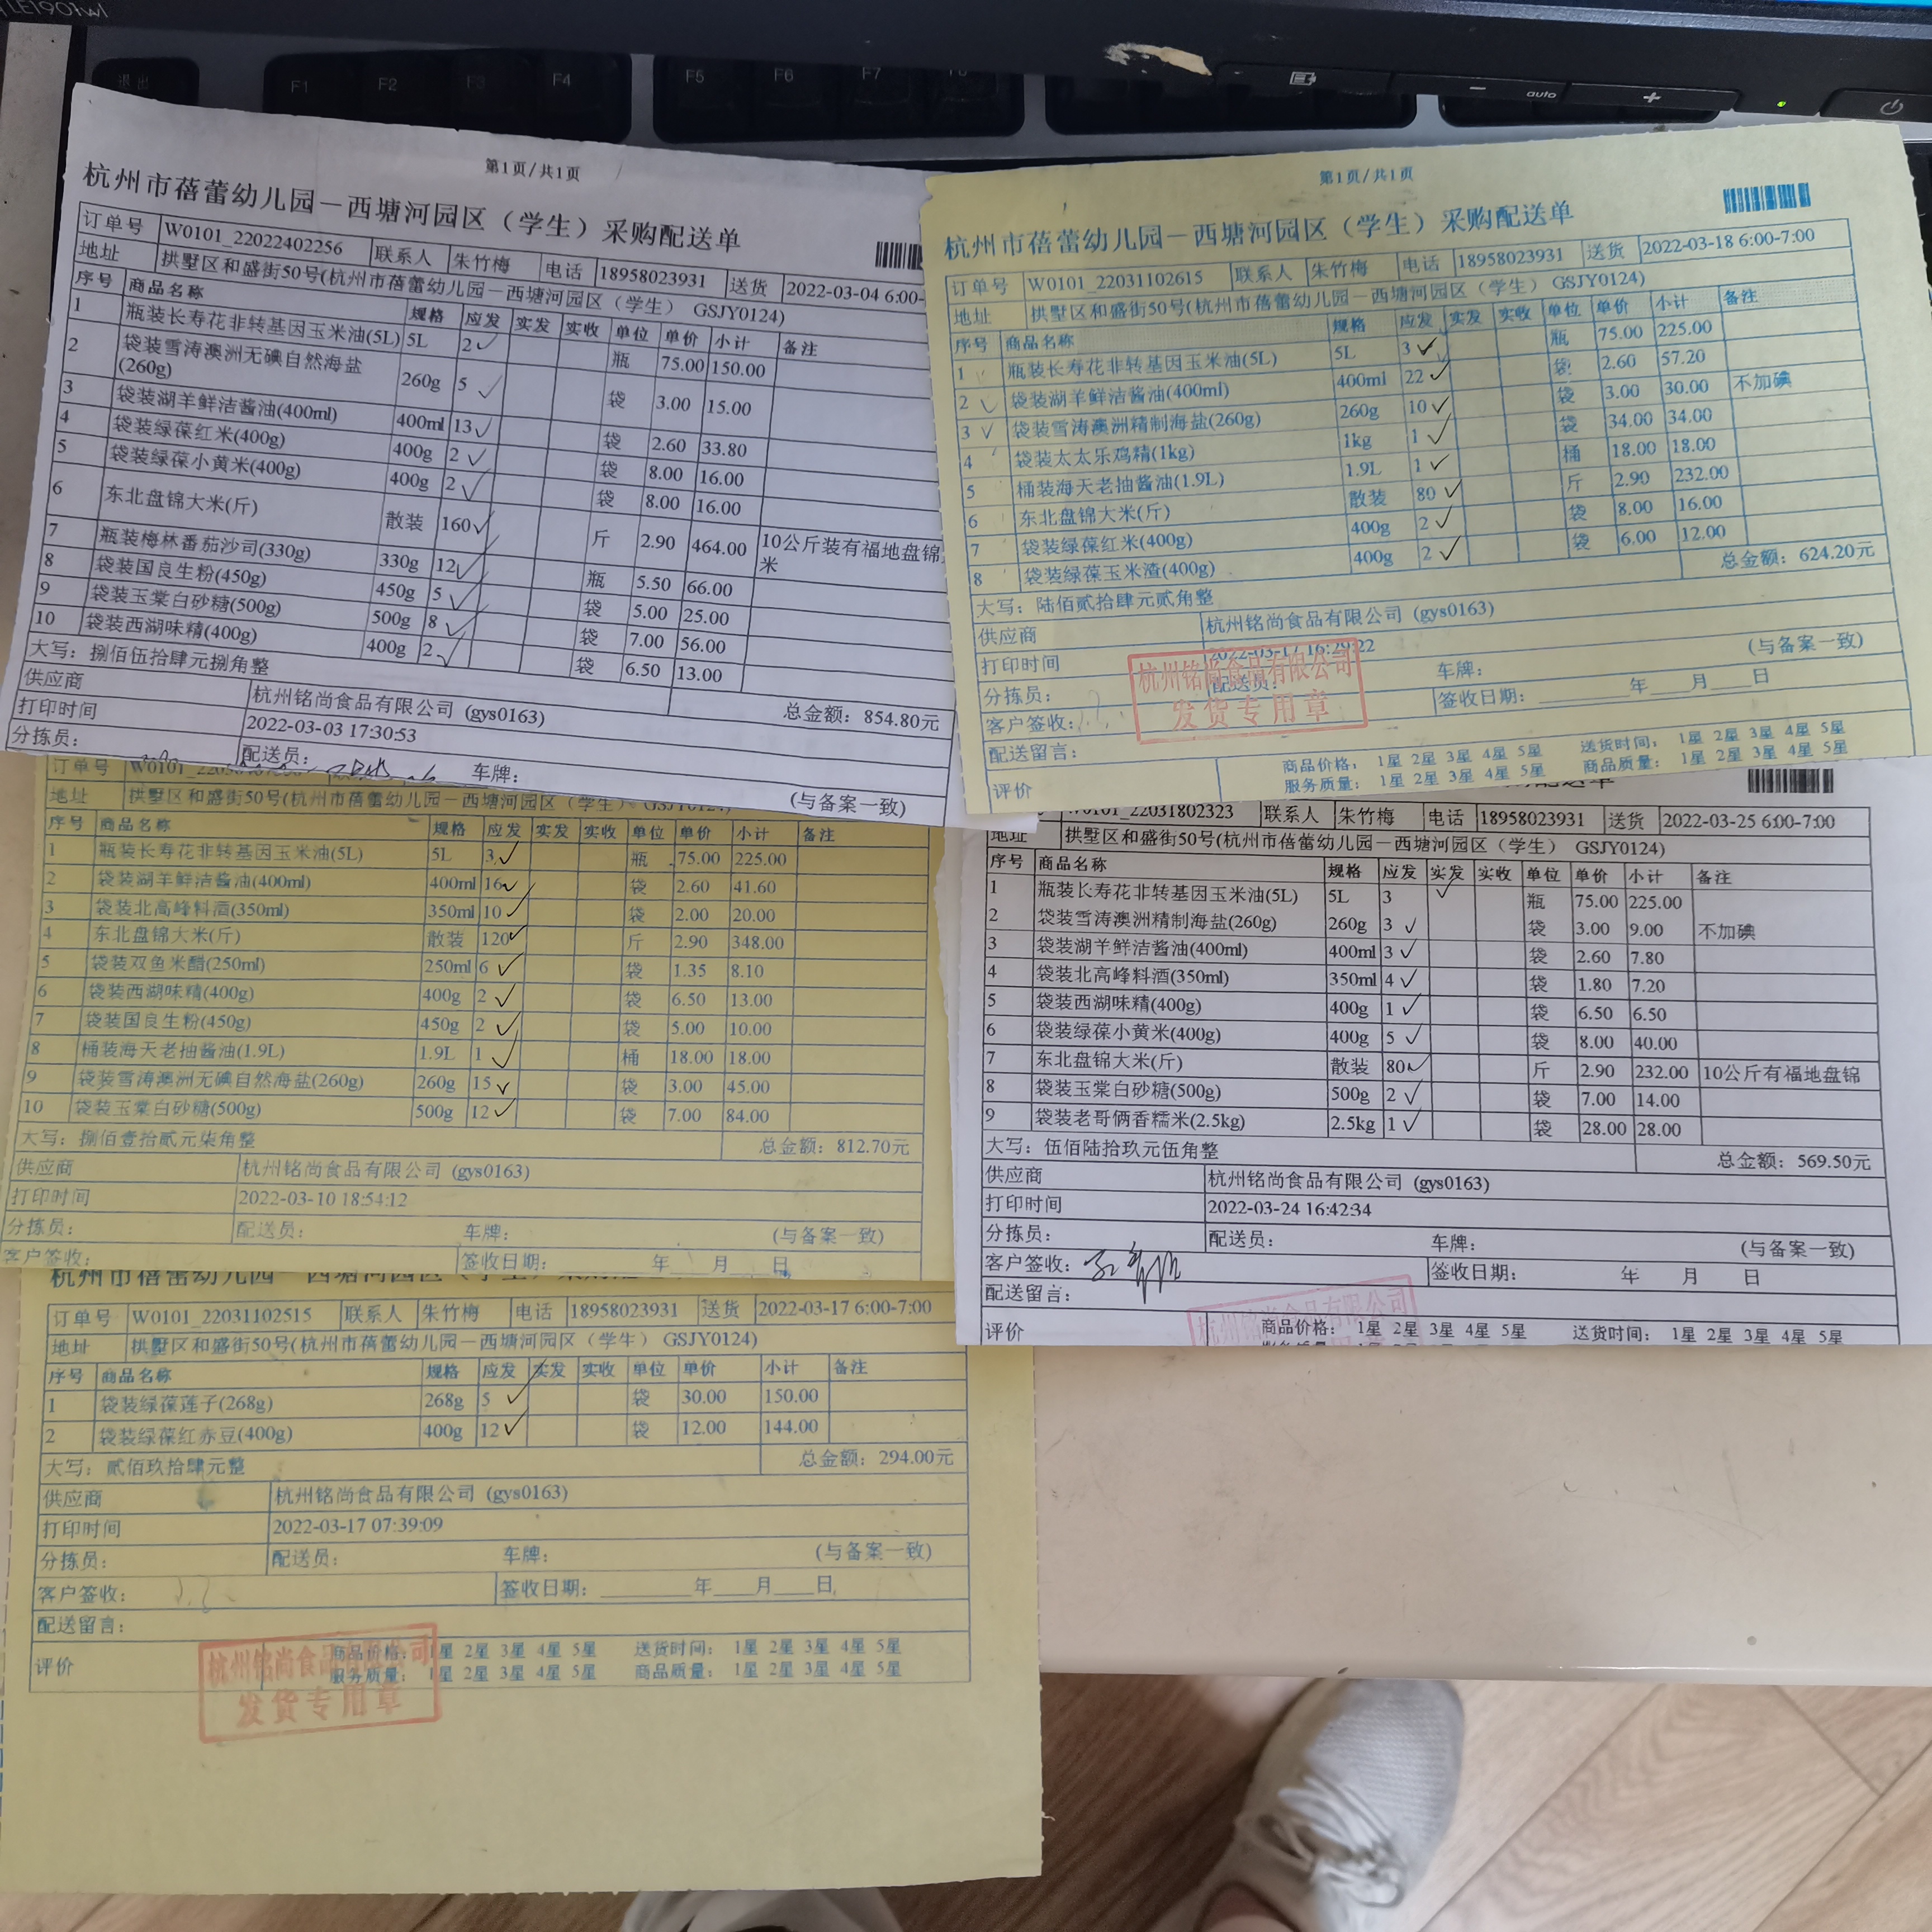 F1 F2 F3 F4 F5 F6 F7
退出
auto
第1页/共1页
杭州市蓓蕾幼儿园－西塘河园区（学生）采购配送单
订单号 W0101_22022402256 联系人 朱竹梅 电话 18958023931 送货 2022-03-04 6:00-
地址 拱墅区和盛街50号(杭州市蓓蕾幼儿园－西塘河园区（学生） GSJY0124)
序号 商品名称 规格 应发 实发 实收 单位 单价 小计 备注
1 瓶装长寿花非转基因玉米油(5L) 5L 2 瓶 75.00 150.00
2 袋装雪涛澳洲无碘自然海盐(260g) 260g 5 袋 3.00 15.00
3 袋装湖羊鲜洁酱油(400ml) 400ml 13 袋 2.60 33.80
4 袋装绿葆红米(400g) 400g 2 袋 8.00 16.00
5 袋装绿葆小黄米(400g) 400g 2 袋 8.00 16.00
6 东北盘锦大米(斤) 散装 160 斤 2.90 464.00 10公斤装有福地盘锦
米
7 瓶装梅林番茄沙司(330g) 330g 12 瓶 5.50 66.00
8 袋装国良生粉(450g) 450g 5 袋 5.00 25.00
9 袋装玉棠白砂糖(500g) 500g 8 袋 7.00 56.00
10 袋装西湖味精(400g) 400g 2 袋 6.50 13.00
大写：捌佰伍拾肆元捌角整 总金额：854.80元
供应商 杭州铭尚食品有限公司 (gys0163)
打印时间 2022-03-03 17:30:53
分拣员： 配送员： 车牌： (与备案一致)
第1页/共1页
杭州市蓓蕾幼儿园－西塘河园区（学生）采购配送单
订单号 W0101_22031102615 联系人 朱竹梅 电话 18958023931 送货 2022-03-18 6:00-7:00
地址 拱墅区和盛街50号(杭州市蓓蕾幼儿园－西塘河园区（学生） GSJY0124)
序号 商品名称 规格 应发 实发 实收 单位 单价 小计 备注
1 瓶装长寿花非转基因玉米油(5L) 5L 3 瓶 75.00 225.00
2 袋装湖羊鲜洁酱油(400ml) 400ml 22 袋 2.60 57.20
3 袋装雪涛澳洲精制海盐(260g) 260g 10 袋 3.00 30.00 不加碘
4 袋装太太乐鸡精(1kg) 1kg 1 袋 34.00 34.00
5 桶装海天老抽酱油(1.9L) 1.9L 1 桶 18.00 18.00
6 东北盘锦大米(斤) 散装 80 斤 2.90 232.00
7 袋装绿葆红米(400g) 400g 2 袋 8.00 16.00
8 袋装绿葆玉米渣(400g) 400g 2 袋 6.00 12.00
大写：陆佰贰拾肆元贰角整 总金额：624.20元
供应商 杭州铭尚食品有限公司 (gys0163)
打印时间 2022-03-17 16:29:22
分拣员： 配送员： 车牌： (与备案一致)
客户签收： 签收日期： 年 月 日
配送留言：
评价 商品价格： 1星 2星 3星 4星 5星 送货时间： 1星 2星 3星 4星 5星
服务质量： 1星 2星 3星 4星 5星 商品质量： 1星 2星 3星 4星 5星
杭州铭尚食品有限公司
发货专用章
订单号
地址 拱墅区和盛街50号(杭州市蓓蕾幼儿园－西塘河园区（学生） GSJY0124)
序号 商品名称 规格 应发 实发 实收 单位 单价 小计 备注
1 瓶装长寿花非转基因玉米油(5L) 5L 3 瓶 75.00 225.00
2 袋装湖羊鲜洁酱油(400ml) 400ml 16 袋 2.60 41.60
3 袋装北高峰料酒(350ml) 350ml 10 袋 2.00 20.00
4 东北盘锦大米(斤) 散装 120 斤 2.90 348.00
5 袋装双鱼米醋(250ml) 250ml 6 袋 1.35 8.10
6 袋装西湖味精(400g) 400g 2 袋 6.50 13.00
7 袋装国良生粉(450g) 450g 2 袋 5.00 10.00
8 桶装海天老抽酱油(1.9L) 1.9L 1 桶 18.00 18.00
9 袋装雪涛澳洲无碘自然海盐(260g) 260g 15 袋 3.00 45.00
10 袋装玉棠白砂糖(500g) 500g 12 袋 7.00 84.00
大写：捌佰壹拾贰元柒角整 总金额：812.70元
供应商 杭州铭尚食品有限公司 (gys0163)
打印时间 2022-03-10 18:54:12
分拣员： 配送员： 车牌： (与备案一致)
客户签收： 签收日期： 年 月 日
W0101_22031802323 联系人 朱竹梅 电话 18958023931 送货 2022-03-25 6:00-7:00
地址 拱墅区和盛街50号(杭州市蓓蕾幼儿园－西塘河园区（学生） GSJY0124)
序号 商品名称 规格 应发 实发 实收 单位 单价 小计 备注
1 瓶装长寿花非转基因玉米油(5L) 5L 3 瓶 75.00 225.00
2 袋装雪涛澳洲精制海盐(260g) 260g 3 袋 3.00 9.00 不加碘
3 袋装湖羊鲜洁酱油(400ml) 400ml 3 袋 2.60 7.80
4 袋装北高峰料酒(350ml) 350ml 4 袋 1.80 7.20
5 袋装西湖味精(400g) 400g 1 袋 6.50 6.50
6 袋装绿葆小黄米(400g) 400g 5 袋 8.00 40.00
7 东北盘锦大米(斤) 散装 80 斤 2.90 232.00 10公斤有福地盘锦
8 袋装玉棠白砂糖(500g) 500g 2 袋 7.00 14.00
9 袋装老哥俩香糯米(2.5kg) 2.5kg 1 袋 28.00 28.00
大写：伍佰陆拾玖元伍角整 总金额：569.50元
供应商 杭州铭尚食品有限公司 (gys0163)
打印时间 2022-03-24 16:42:34
分拣员： 配送员： 车牌： (与备案一致)
客户签收： 签收日期： 年 月 日
配送留言：
评价 商品价格： 1星 2星 3星 4星 5星 送货时间： 1星 2星 3星 4星 5星
杭州铭尚食品有限公司
杭州市蓓蕾幼儿园－西塘河园区（学生）
订单号 W0101_22031102515 联系人 朱竹梅 电话 18958023931 送货 2022-03-17 6:00-7:00
地址 拱墅区和盛街50号(杭州市蓓蕾幼儿园－西塘河园区（学生） GSJY0124)
序号 商品名称 规格 应发 实发 实收 单位 单价 小计 备注
1 袋装绿葆莲子(268g) 268g 5 袋 30.00 150.00
2 袋装绿葆红赤豆(400g) 400g 12 袋 12.00 144.00
大写：贰佰玖拾肆元整 总金额：294.00元
供应商 杭州铭尚食品有限公司 (gys0163)
打印时间 2022-03-17 07:39:09
分拣员： 配送员： 车牌： (与备案一致)
客户签收： 签收日期： 年 月 日
配送留言：
评价 商品价格： 1星 2星 3星 4星 5星 送货时间： 1星 2星 3星 4星 5星
服务质量： 1星 2星 3星 4星 5星 商品质量： 1星 2星 3星 4星 5星
杭州铭尚食品有限公司
发货专用章